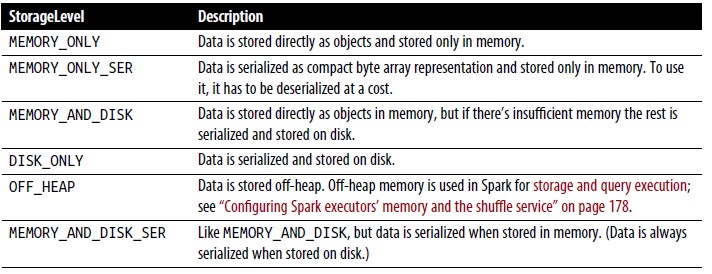 StorageLevel Description
MEMORY_ONLY Data is stored directly as objects and stored only in memory.
MEMORY_ONLY_SER Data is serialized as compact byte array representation and stored only in memory. To use
it, it has to be deserialized at a cost.
MEMORY_AND_DISK Data is stored directly as objects in memory, but if there's insufficient memory the rest is
serialized and stored on disk.
DISK_ONLY Data is serialized and stored on disk.
OFF_HEAP Data is stored off-heap. Off-heap memory is used in Spark for storage and query execution;
see “Configuring Spark executors’ memory and the shuffle service” on page 178.
MEMORY_AND_DISK_SER Like MEMORY_AND_DISK, but data is serialized when stored in memory. (Data is always
serialized when stored on disk.)